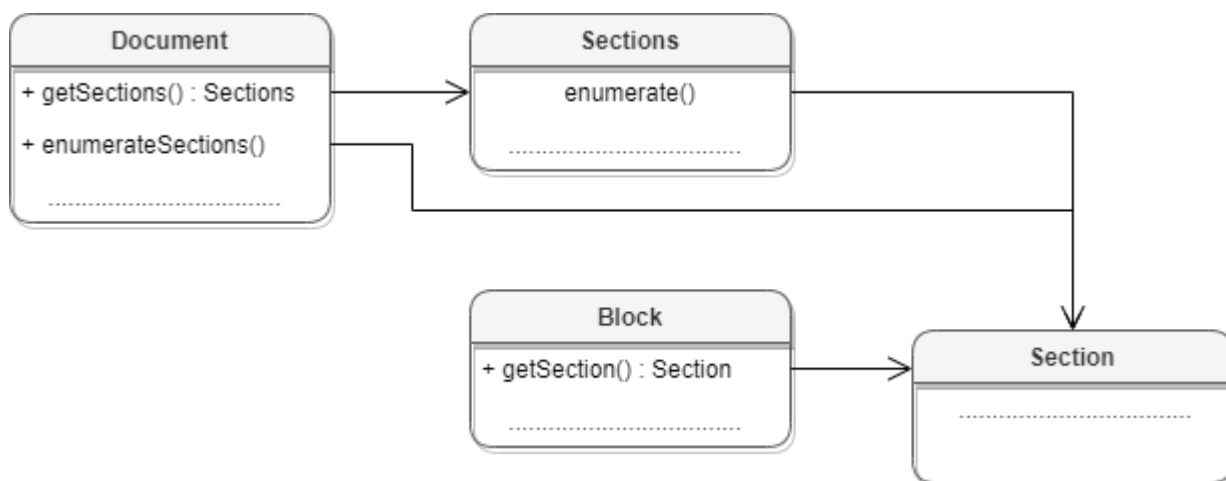 Document
+ getSections() : Sections
+ enumerateSections()
Sections
enumerate()
Block
+ getSection() : Section
Section